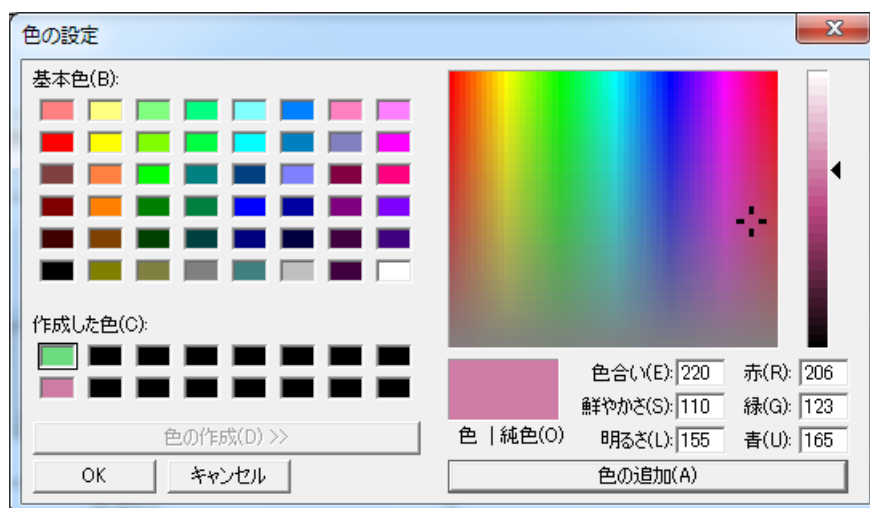 色の設定
基本色(B):
作成した色(C):
色の作成(D) >>
OK
キャンセル
色 | 純色(O)
色合い(E): 220
鮮やかさ(S): 110
明るさ(L): 155
赤(R): 206
緑(G): 123
青(U): 165
色の追加(A)